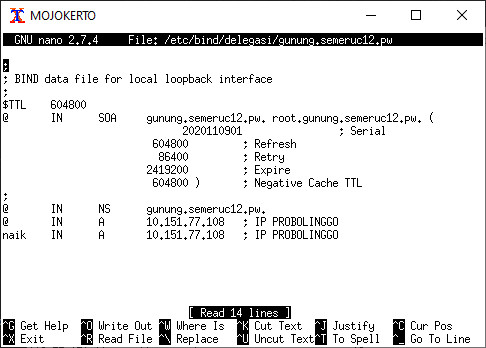 MOJOKERTO
GNU nano 2.7.4 File: /etc/bind/delegasi/gunung.semeruc12.pw
;
; BIND data file for local loopback interface
;
$TTL 604800
@ IN SOA gunung.semeruc12.pw. root.gunung.semeruc12.pw. (
2020110901 ; Serial
604800 ; Refresh
86400 ; Retry
2419200 ; Expire
604800 ) ; Negative Cache TTL
;
@ IN NS gunung.semeruc12.pw.
@ IN A 10.151.77.108 ; IP PROBOLINGGO
naik IN A 10.151.77.108 ; IP PROBOLINGGO
[ Read 14 lines ]
^G Get Help ^O Write Out ^W Where Is ^K Cut Text ^J Justify ^C Cur Pos
^X Exit ^R Read File ^\ Replace ^U Uncut Text ^T To Spell ^_ Go To Line